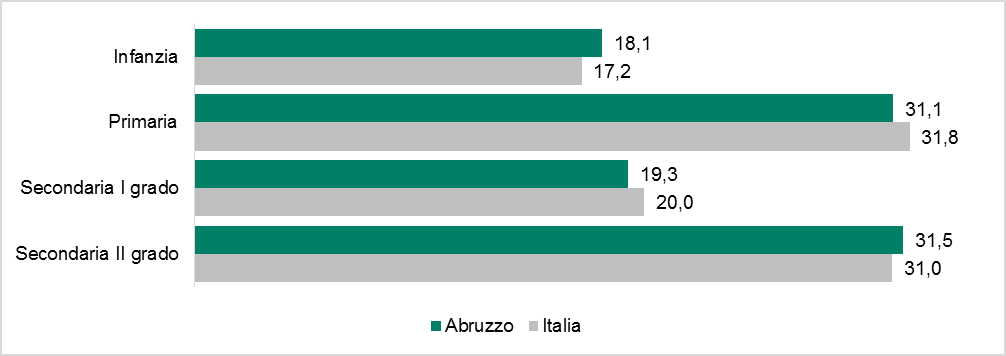 Infanzia
18,1
17,2
Primaria
31,1
31,8
Secondaria I grado
19,3
20,0
Secondaria II grado
31,5
31,0
Abruzzo Italia